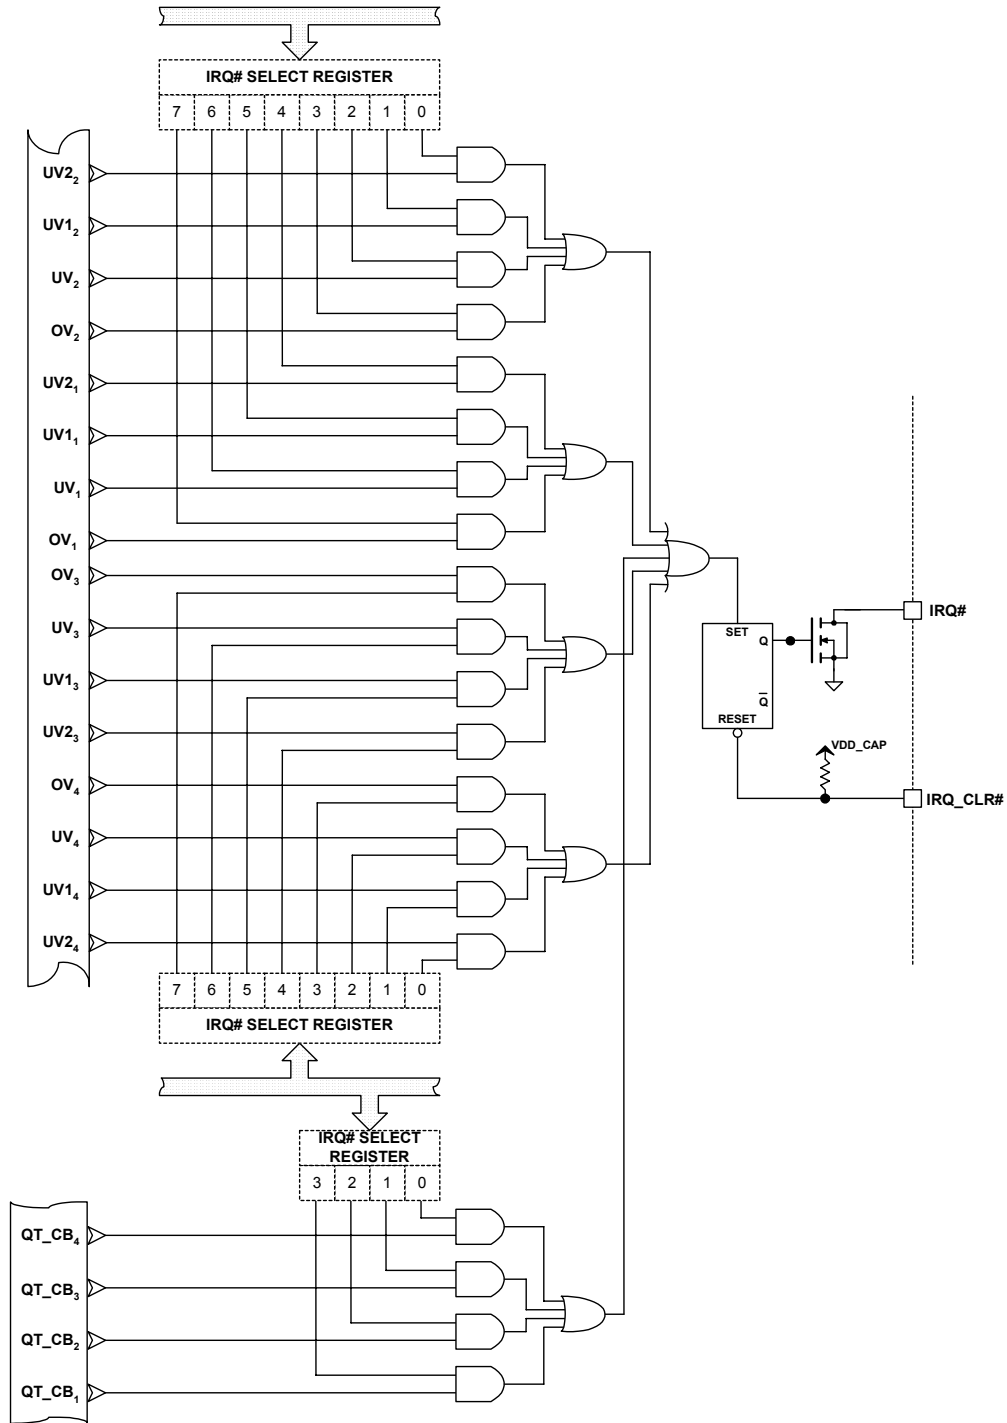 IRQ# SELECT REGISTER
7 6 5 4 3 2 1 0
UV2₂
UV1₂
UV₂
OV₂
UV2₁
UV1₁
UV₁
OV₁
OV₃
UV₃
UV1₃
UV2₃
OV₄
UV₄
UV1₄
UV2₄
SET
Q
Q̅
RESET
IRQ#
VDD_CAP
IRQ_CLR#
7 6 5 4 3 2 1 0
IRQ# SELECT REGISTER
IRQ# SELECT
REGISTER
3 2 1 0
QT_CB₄
QT_CB₃
QT_CB₂
QT_CB₁